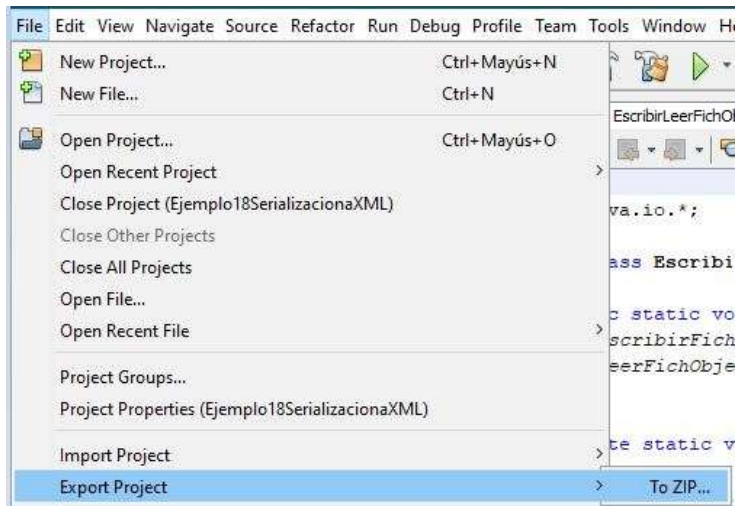 File Edit View Navigate Source Refactor Run Debug Profile Team Tools Window
New Project... Ctrl+Mayús+N
New File... Ctrl+N
Open Project... Ctrl+Mayús+O
Open Recent Project
Close Project (Ejemplo18SerializacionaXML)
Close Other Projects
Close All Projects
Open File...
Open Recent File
Project Groups...
Project Properties (Ejemplo18SerializacionaXML)
Import Project
Export Project
To ZIP...
EscribirLeerFichOb
va.io.*;
ass Escribi
c static vo
scribirFich
eerFichObje
te static v